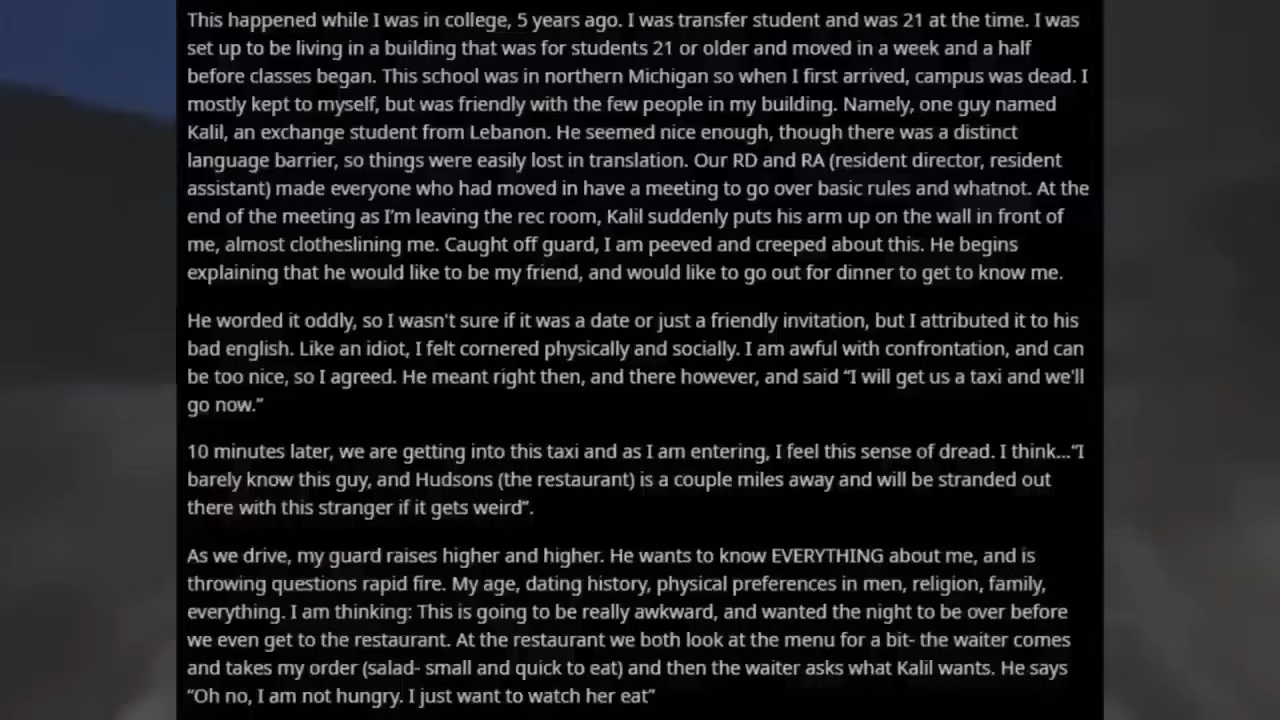 This happened while I was in college, 5 years ago. I was transfer student and was 21 at the time. I was
set up to be living in a building that was for students 21 or older and moved in a week and a half
before classes began. This school was in northern Michigan so when I first arrived, campus was dead. I
mostly kept to myself, but was friendly with the few people in my building. Namely, one guy named
Kalil, an exchange student from Lebanon. He seemed nice enough, though there was a distinct
language barrier, so things were easily lost in translation. Our RD and RA (resident director, resident
assistant) made everyone who had moved in have a meeting to go over basic rules and whatnot. At the
end of the meeting as I'm leaving the rec room, Kalil suddenly puts his arm up on the wall in front of
me, almost clotheslining me. Caught off guard, I am peeved and creeped about this. He begins
explaining that he would like to be my friend, and would like to go out for dinner to get to know me.
He worded it oddly, so I wasn't sure if it was a date or just a friendly invitation, but I attributed it to his
bad english. Like an idiot, I felt cornered physically and socially. I am awful with confrontation, and can
be too nice, so I agreed. He meant right then, and there however, and said “I will get us a taxi and we'll
go now.”
10 minutes later, we are getting into this taxi and as I am entering, I feel this sense of dread. I think...“I
barely know this guy, and Hudsons (the restaurant) is a couple miles away and will be stranded out
there with this stranger if it gets weird”.
As we drive, my guard raises higher and higher. He wants to know EVERYTHING about me, and is
throwing questions rapid fire. My age, dating history, physical preferences in men, religion, family,
everything. I am thinking: This is going to be really awkward, and wanted the night to be over before
we even get to the restaurant. At the restaurant we both look at the menu for a bit- the waiter comes
and takes my order (salad- small and quick to eat) and then the waiter asks what Kalil wants. He says
“Oh no, I am not hungry. I just want to watch her eat”